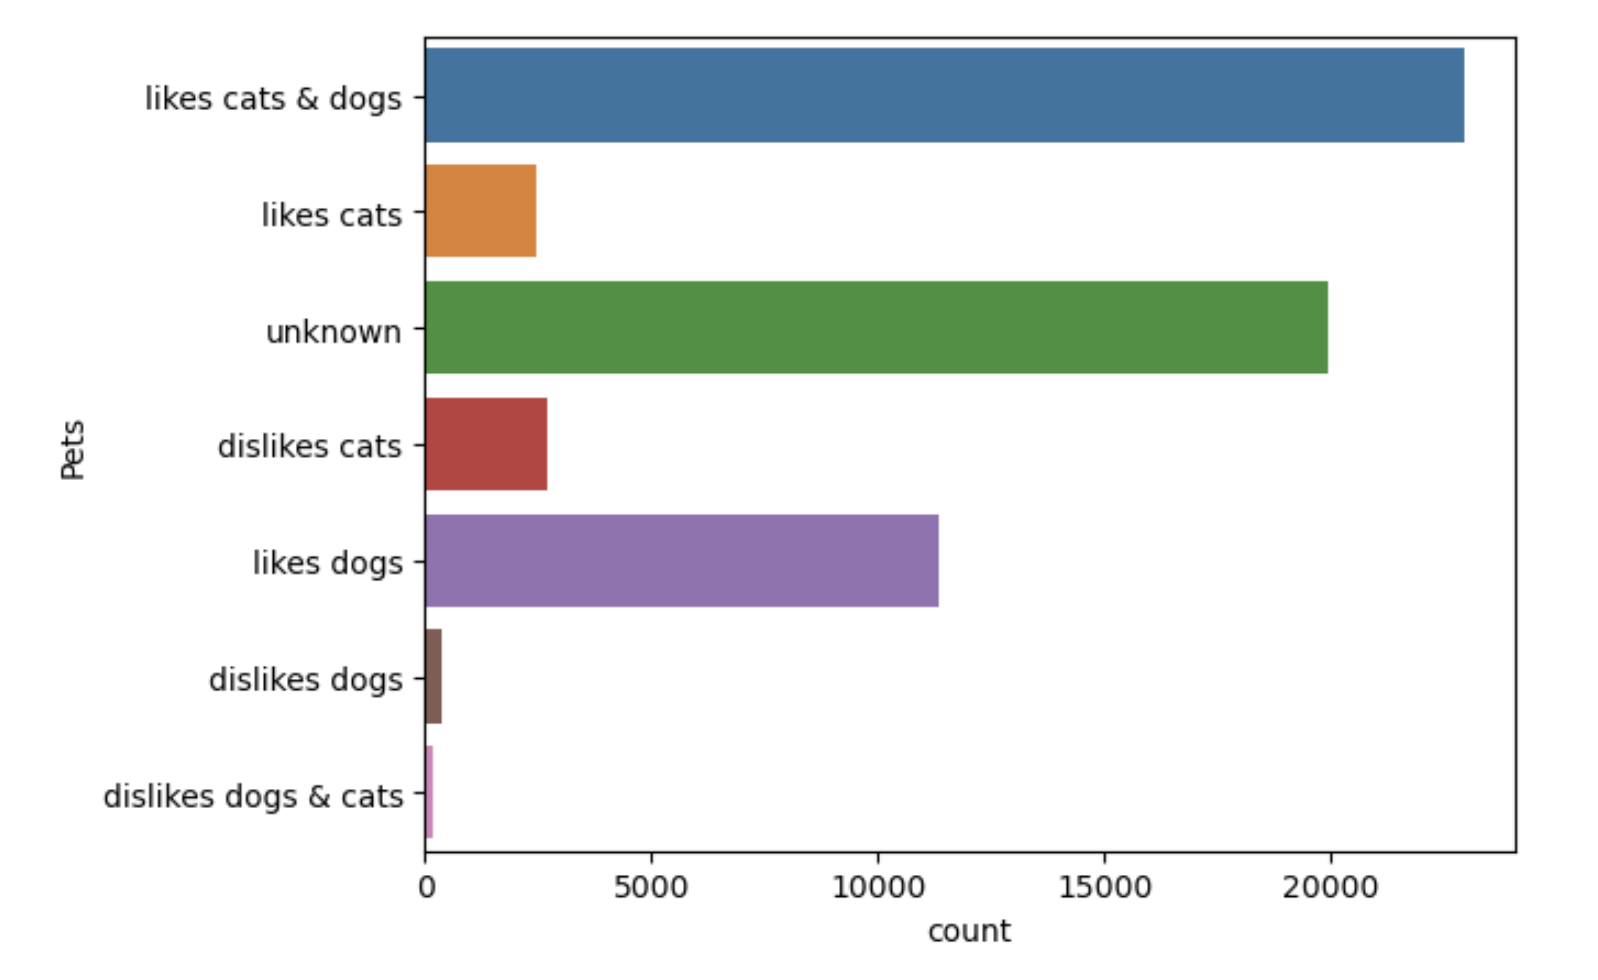 likes cats & dogs
likes cats
unknown
dislikes cats
likes dogs
dislikes dogs
dislikes dogs & cats
Pets
0 5000 10000 15000 20000
count